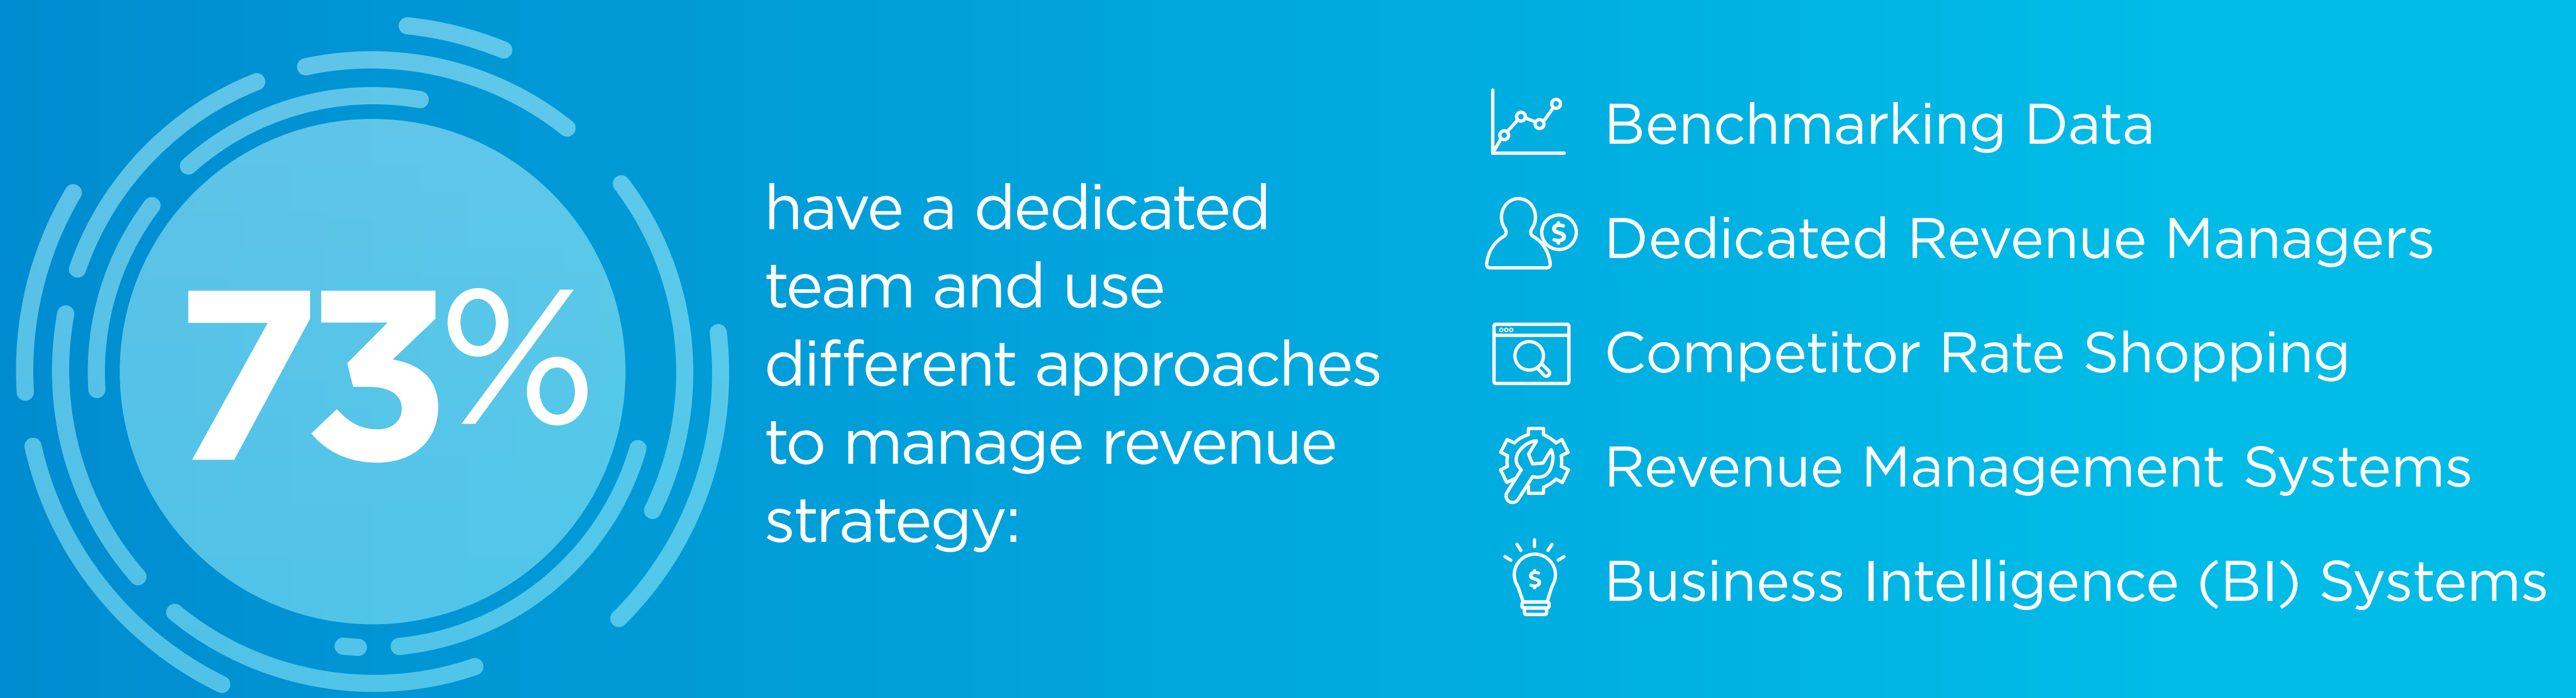 73%
have a dedicated
team and use
different approaches
to manage revenue
strategy:
Benchmarking Data
Dedicated Revenue Managers
Competitor Rate Shopping
Revenue Management Systems
Business Intelligence (BI) Systems